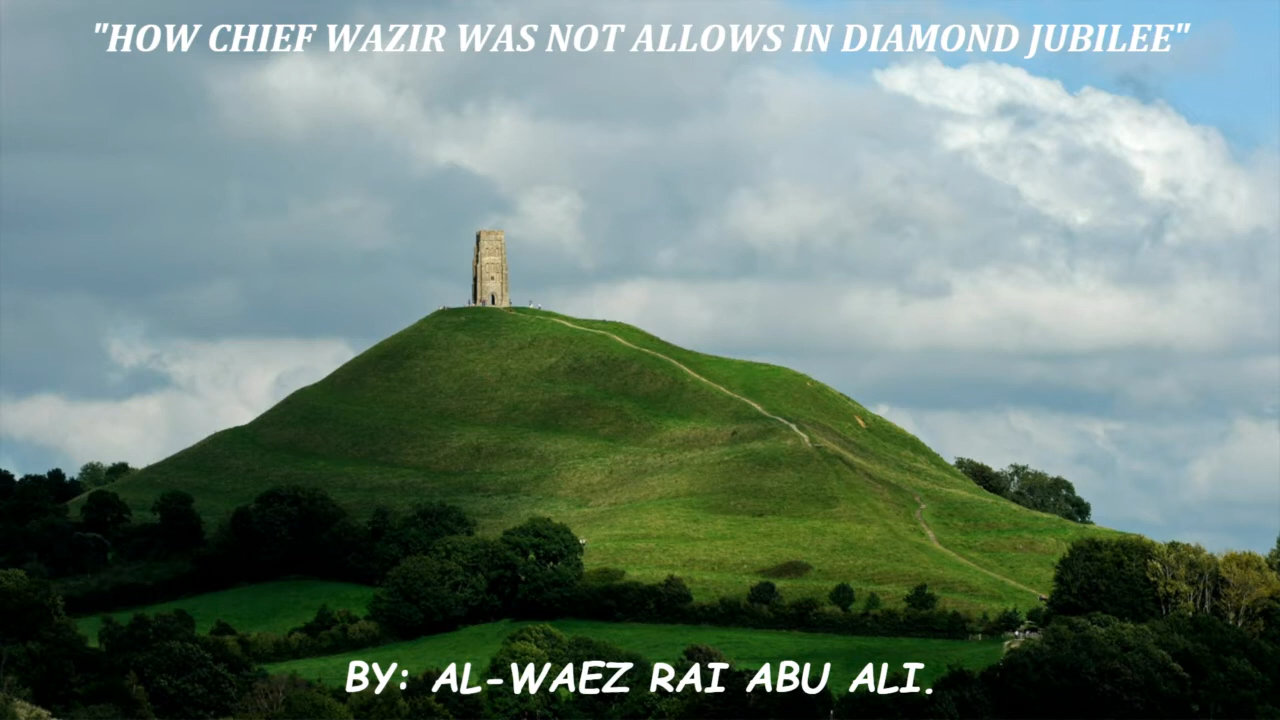 "HOW CHIEF WAZIR WAS NOT ALLOWS IN DIAMOND JUBILEE"
BY: AL-WAEZ RAI ABU ALI.